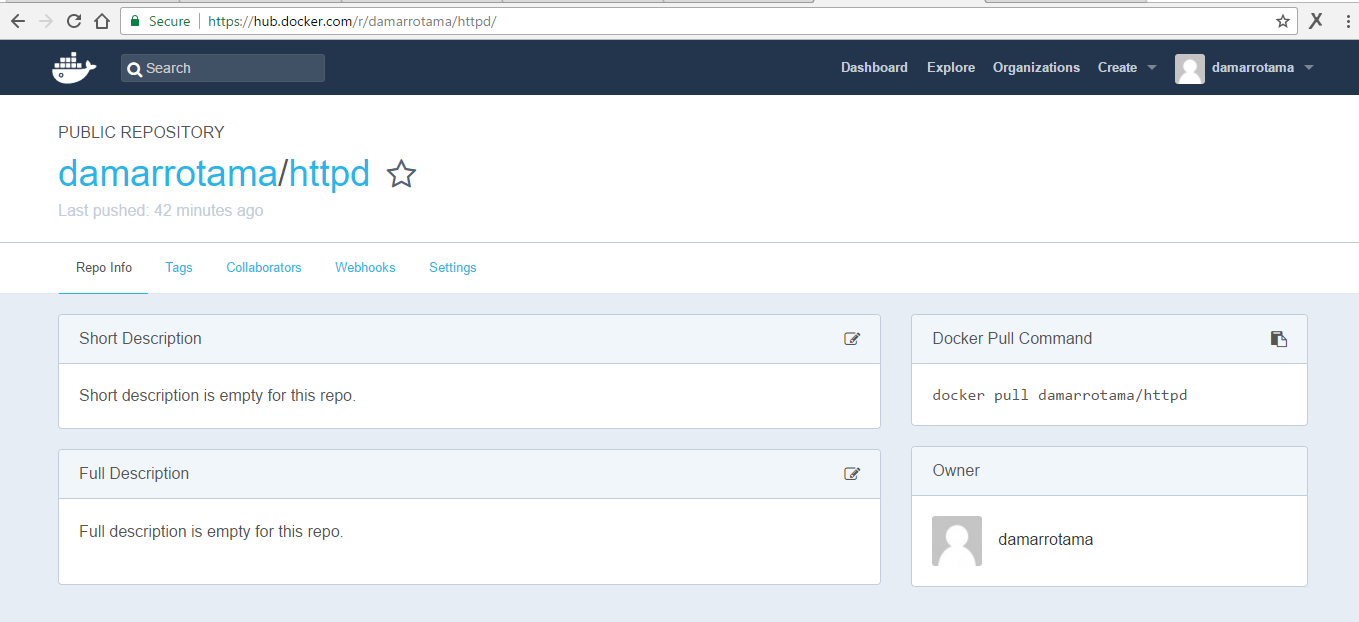 Secure https://hub.docker.com/r/damarrotama/httpd/ X
Search Dashboard Explore Organizations Create damarrotama
PUBLIC REPOSITORY
damarrotama/httpd
Last pushed: 42 minutes ago
Repo Info Tags Collaborators Webhooks Settings
Short Description
Short description is empty for this repo.
Full Description
Full description is empty for this repo.
Docker Pull Command
docker pull damarrotama/httpd
Owner
damarrotama